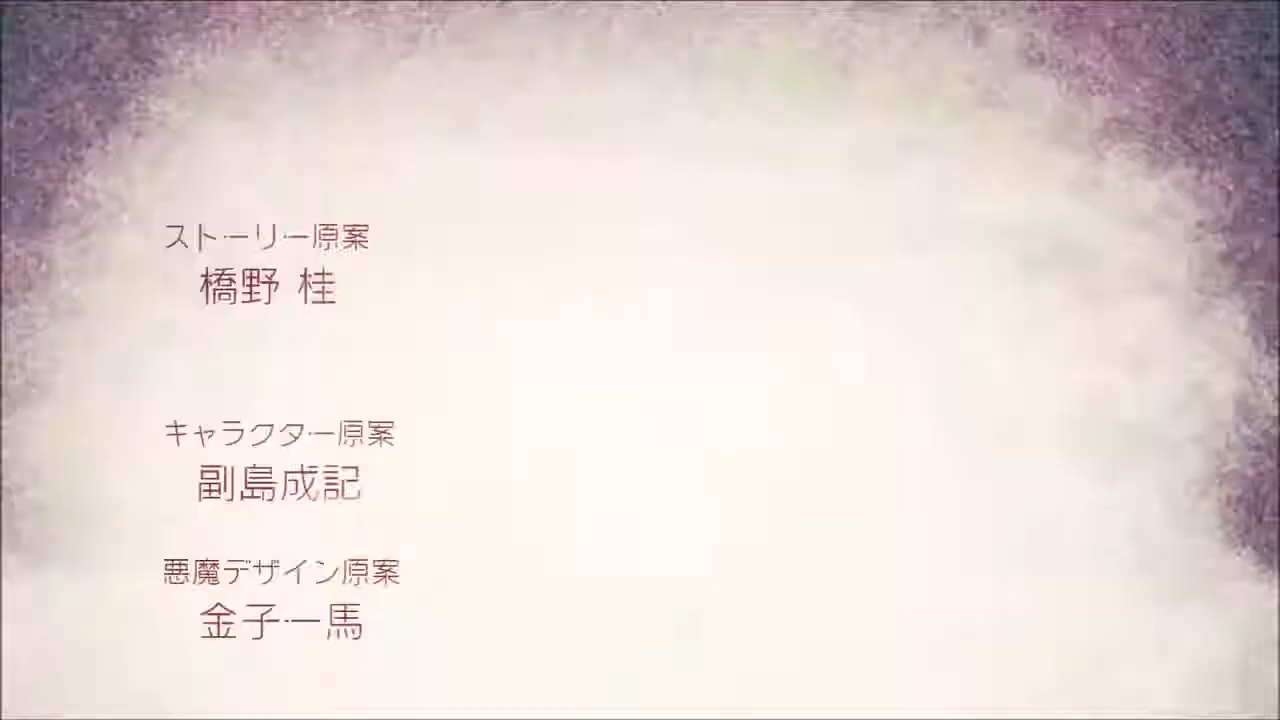 ストーリー原案
橋野 桂
キャラクター原案
副島成記
悪魔デザイン原案
金子一馬